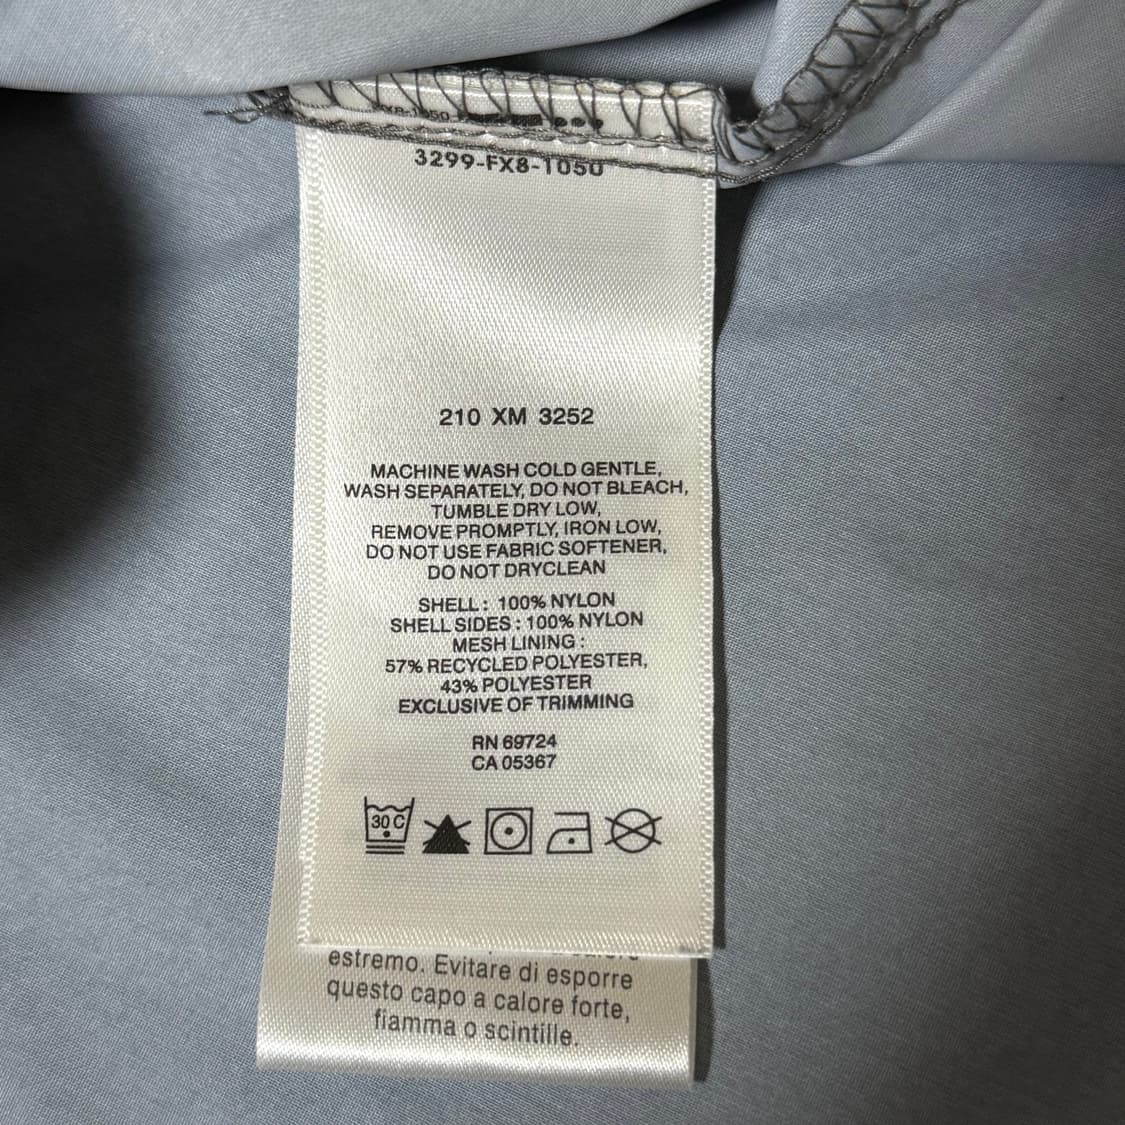 3299-FX8-1050
210 XM 3252
MACHINE WASH COLD GENTLE,
WASH SEPARATELY, DO NOT BLEACH,
TUMBLE DRY LOW,
REMOVE PROMPTLY, IRON LOW,
DO NOT USE FABRIC SOFTENER,
DO NOT DRYCLEAN
SHELL : 100% NYLON
SHELL SIDES : 100% NYLON
MESH LINING :
57% RECYCLED POLYESTER,
43% POLYESTER
EXCLUSIVE OF TRIMMING
RN 69724
CA 05367
30 C
estremo. Evitare di esporre
questo capo a calore forte,
fiamma o scintille.